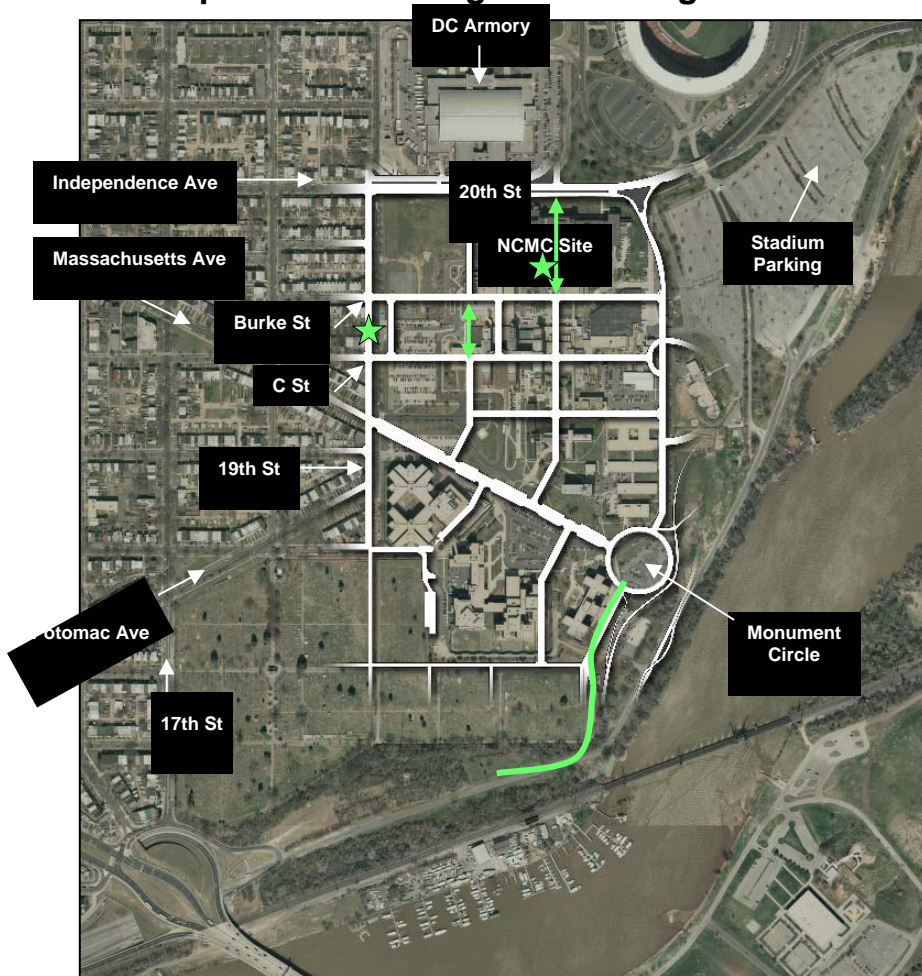 DC Armory
Independence Ave
20th St
NCMC Site
Massachusetts Ave
Stadium
Parking
Burke St
C St
19th St
otomac Ave
Monument
Circle
17th St